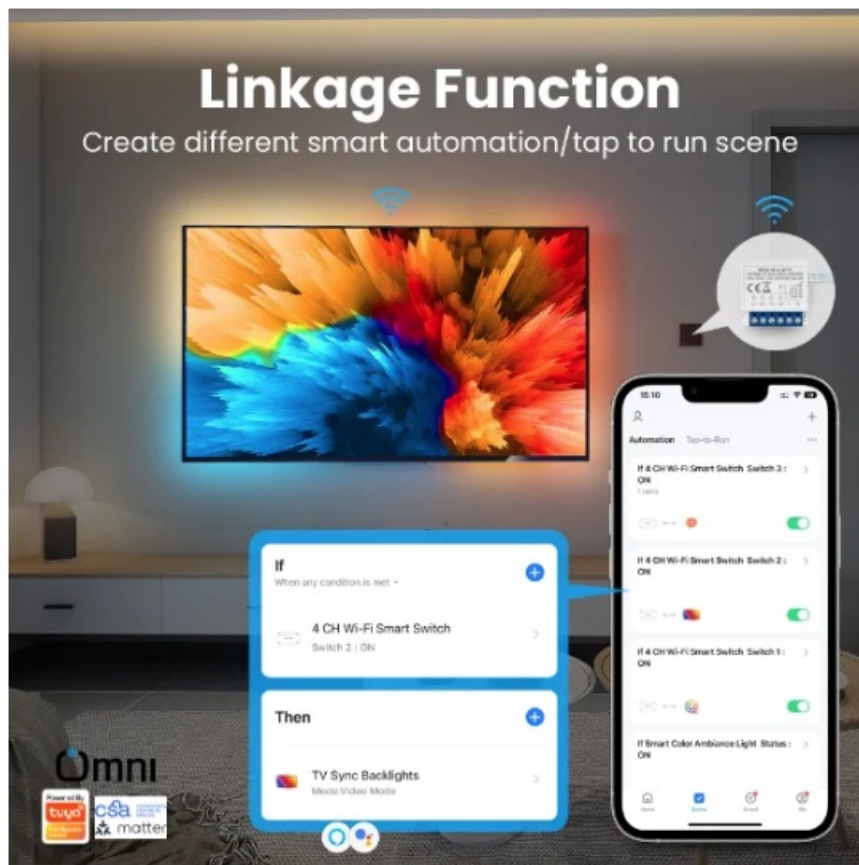 Linkage Function
Create different smart automation/tap to run scene
15:10
Automation Tap-to-Run
If 4 CH Wi-Fi Smart Switch Switch 3 :
ON
If 4 CH Wi-Fi Smart Switch Switch 2 :
ON
If 4 CH Wi-Fi Smart Switch Switch 1 :
ON
If Smart Color Ambiance Light Status :
ON
If
When any condition is met
4 CH Wi-Fi Smart Switch
Switch 2 : ON
Then
TV Sync Backlights
Mode:Video Mode
Omni
Powered By
tuya
csa
matter